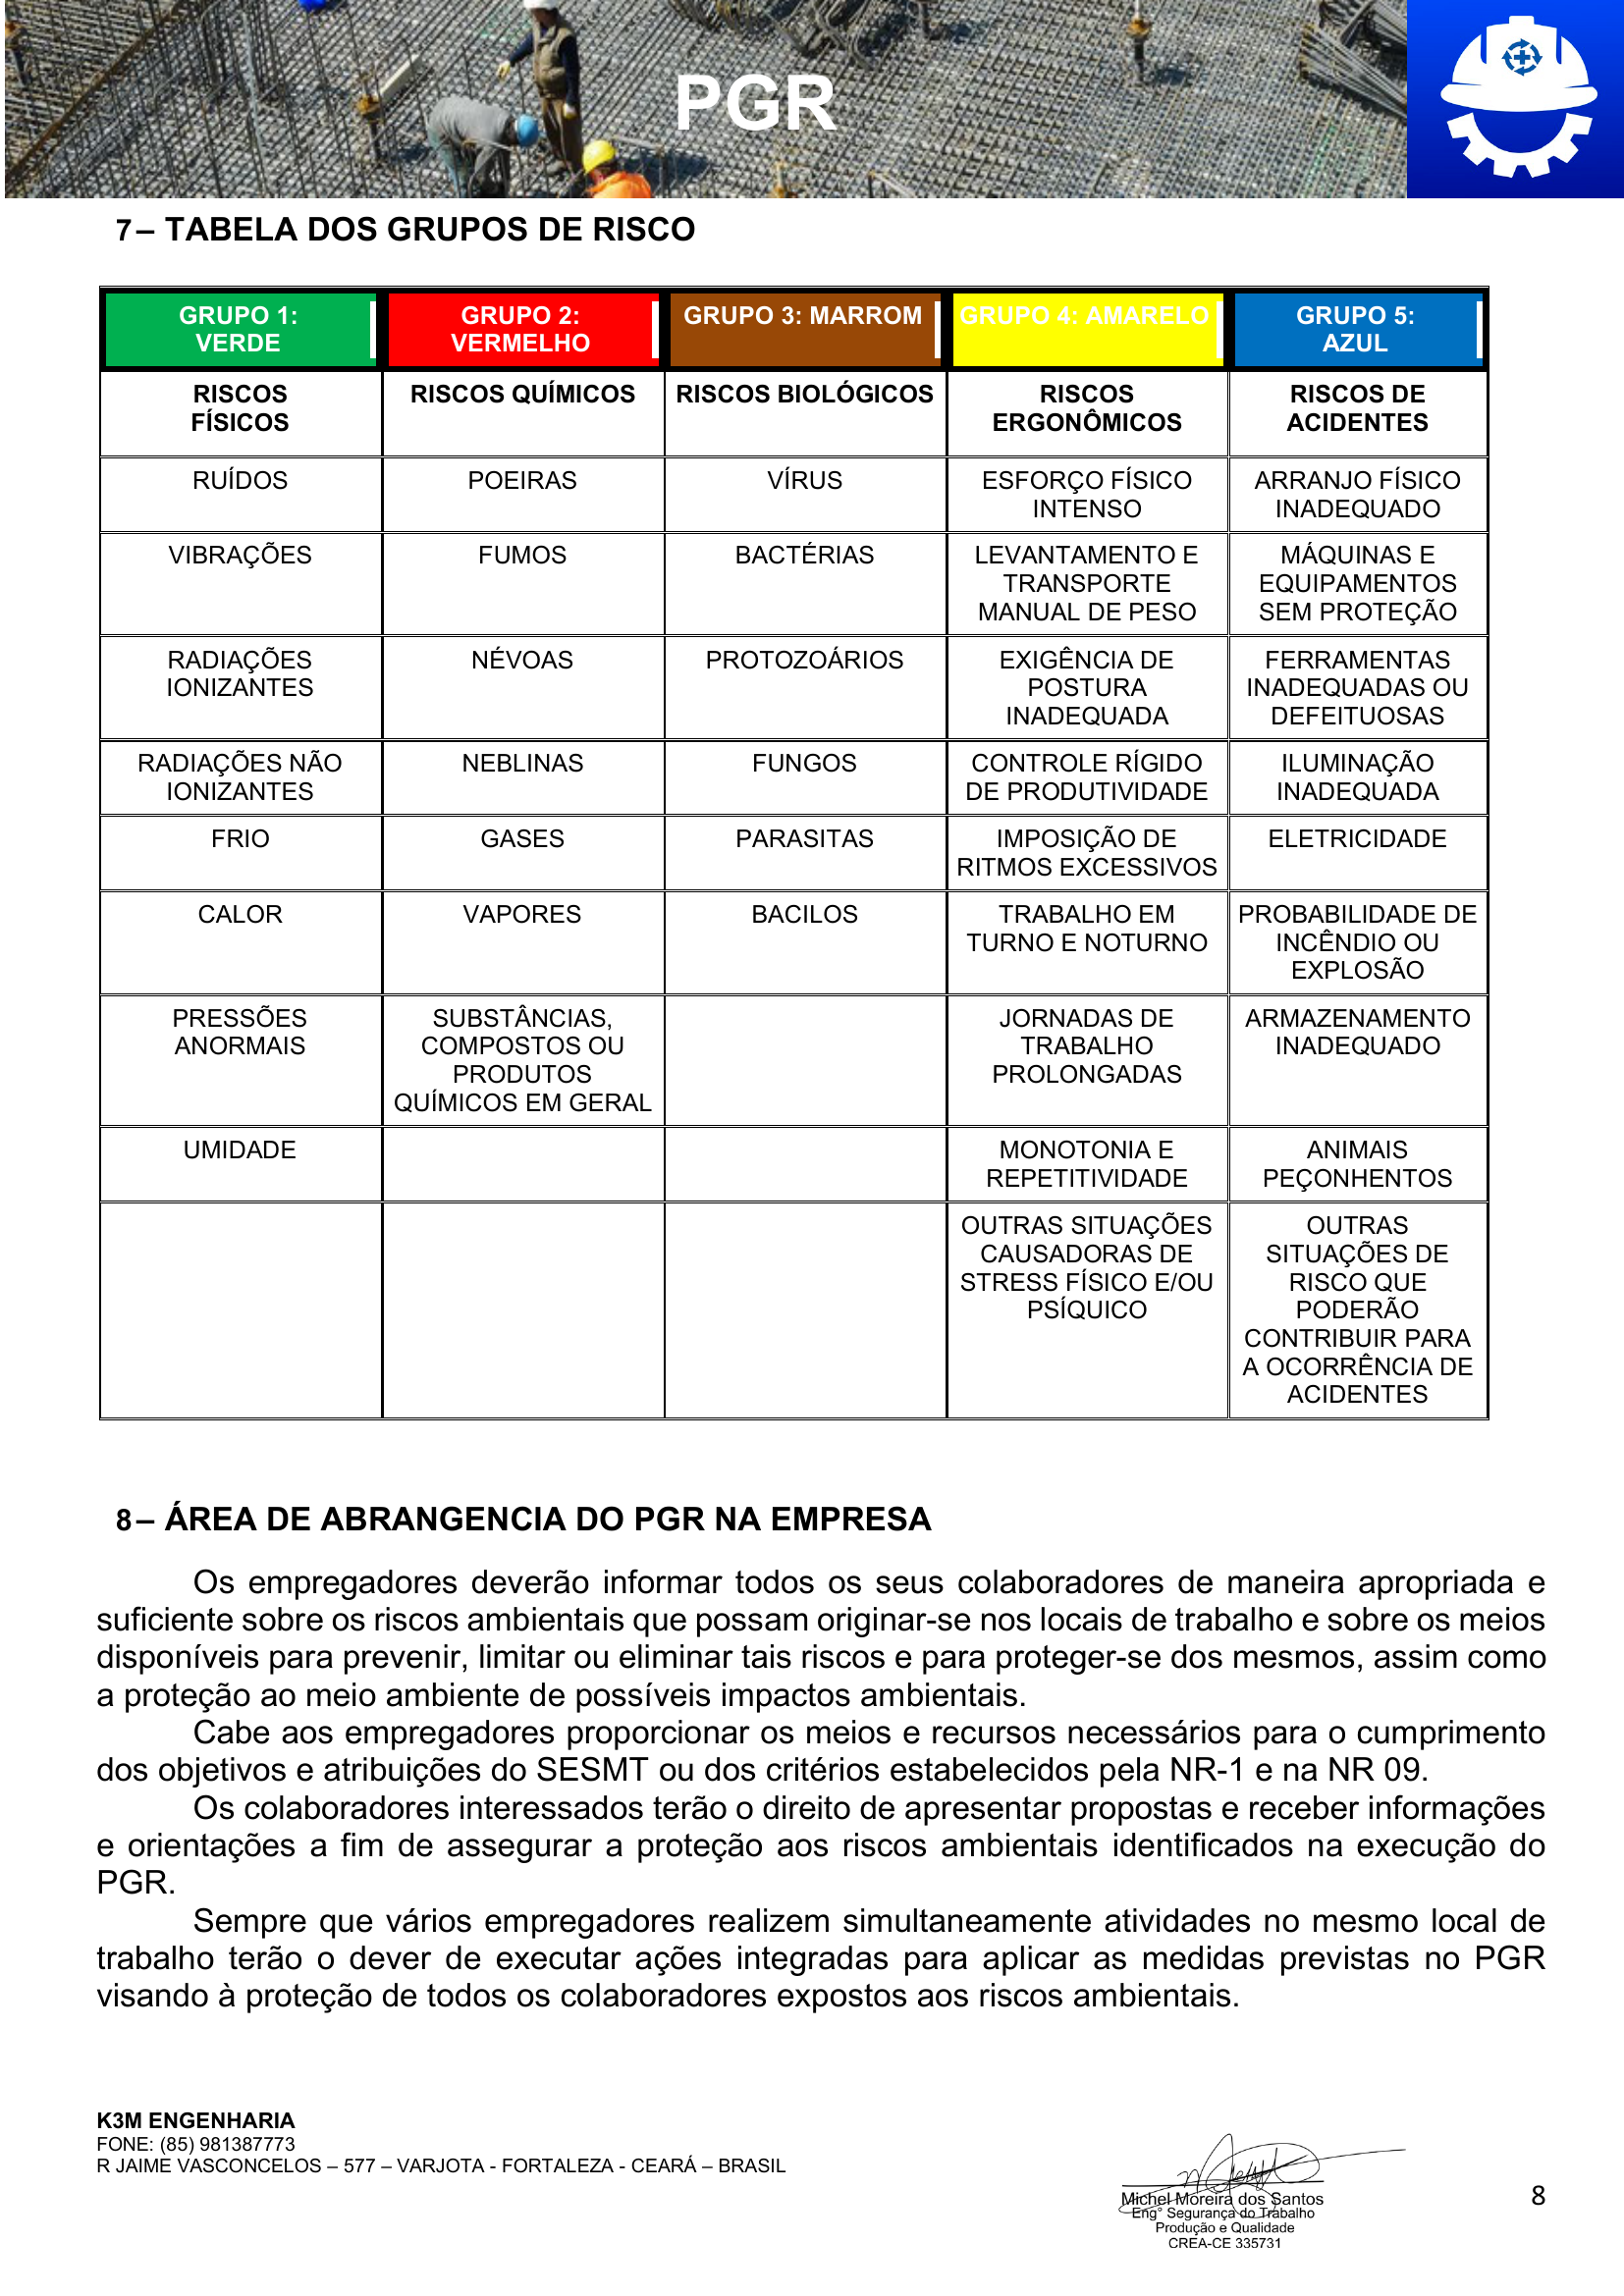 PGR
7 – TABELA DOS GRUPOS DE RISCO
GRUPO 1:
VERDE
GRUPO 2:
VERMELHO
GRUPO 3: MARROM
GRUPO 4: AMARELO
GRUPO 5:
AZUL
RISCOS
FÍSICOS
RISCOS QUÍMICOS
RISCOS BIOLÓGICOS
RISCOS
ERGONÔMICOS
RISCOS DE
ACIDENTES
RUÍDOS
POEIRAS
VÍRUS
ESFORÇO FÍSICO
INTENSO
ARRANJO FÍSICO
INADEQUADO
VIBRAÇÕES
FUMOS
BACTÉRIAS
LEVANTAMENTO E
TRANSPORTE
MANUAL DE PESO
MÁQUINAS E
EQUIPAMENTOS
SEM PROTEÇÃO
RADIAÇÕES
IONIZANTES
NÉVOAS
PROTOZOÁRIOS
EXIGÊNCIA DE
POSTURA
INADEQUADA
FERRAMENTAS
INADEQUADAS OU
DEFEITUOSAS
RADIAÇÕES NÃO
IONIZANTES
NEBLINAS
FUNGOS
CONTROLE RÍGIDO
DE PRODUTIVIDADE
ILUMINAÇÃO
INADEQUADA
FRIO
GASES
PARASITAS
IMPOSIÇÃO DE
RITMOS EXCESSIVOS
ELETRICIDADE
CALOR
VAPORES
BACILOS
TRABALHO EM
TURNO E NOTURNO
PROBABILIDADE DE
INCÊNDIO OU
EXPLOSÃO
PRESSÕES
ANORMAIS
SUBSTÂNCIAS,
COMPOSTOS OU
PRODUTOS
QUÍMICOS EM GERAL
JORNADAS DE
TRABALHO
PROLONGADAS
ARMAZENAMENTO
INADEQUADO
UMIDADE
MONOTONIA E
REPETITIVIDADE
ANIMAIS
PEÇONHENTOS
OUTRAS SITUAÇÕES
CAUSADORAS DE
STRESS FÍSICO E/OU
PSÍQUICO
OUTRAS
SITUAÇÕES DE
RISCO QUE
PODERÃO
CONTRIBUIR PARA
A OCORRÊNCIA DE
ACIDENTES
8 – ÁREA DE ABRANGENCIA DO PGR NA EMPRESA
Os empregadores deverão informar todos os seus colaboradores de maneira apropriada e
suficiente sobre os riscos ambientais que possam originar-se nos locais de trabalho e sobre os meios
disponíveis para prevenir, limitar ou eliminar tais riscos e para proteger-se dos mesmos, assim como
a proteção ao meio ambiente de possíveis impactos ambientais.
Cabe aos empregadores proporcionar os meios e recursos necessários para o cumprimento
dos objetivos e atribuições do SESMT ou dos critérios estabelecidos pela NR-1 e na NR 09.
Os colaboradores interessados terão o direito de apresentar propostas e receber informações
e orientações a fim de assegurar a proteção aos riscos ambientais identificados na execução do
PGR.
Sempre que vários empregadores realizem simultaneamente atividades no mesmo local de
trabalho terão o dever de executar ações integradas para aplicar as medidas previstas no PGR
visando à proteção de todos os colaboradores expostos aos riscos ambientais.
K3M ENGENHARIA
FONE: (85) 981387773
R JAIME VASCONCELOS – 577 – VARJOTA - FORTALEZA - CEARÁ – BRASIL
Michel Moreira dos Santos
Eng° Segurança do Trabalho
Produção e Qualidade
CREA-CE 335731
8